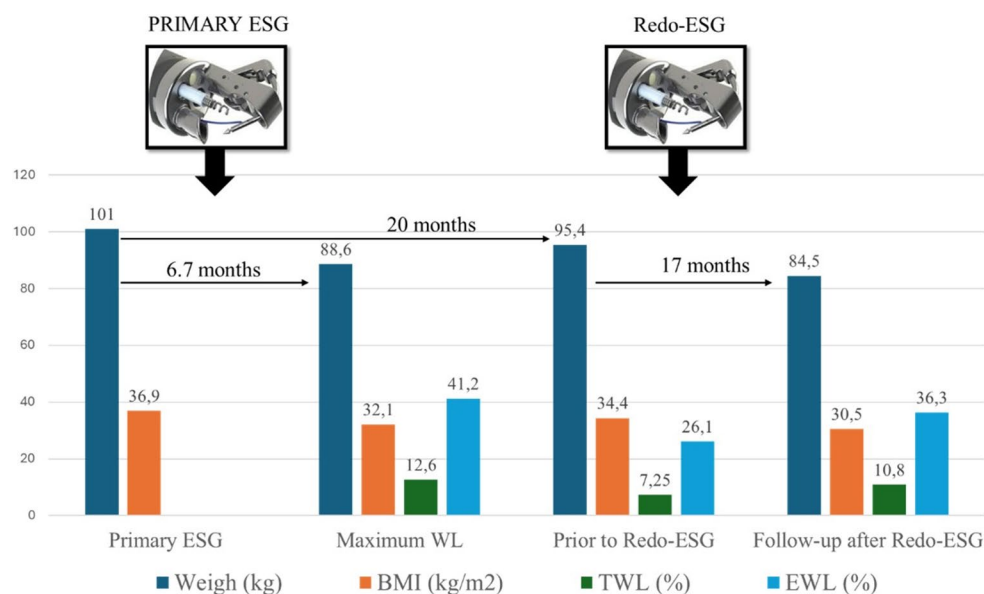 PRIMARY ESG
Redo-ESG
120
100
80
60
40
20
0
101
36,9
88,6
32,1
12,6
41,2
95,4
34,4
7,25
26,1
84,5
30,5
10,8
36,3
20 months
6.7 months
17 months
Primary ESG
Maximum WL
Prior to Redo-ESG
Follow-up after Redo-ESG
Weigh (kg)
BMI (kg/m2)
TWL (%)
EWL (%)